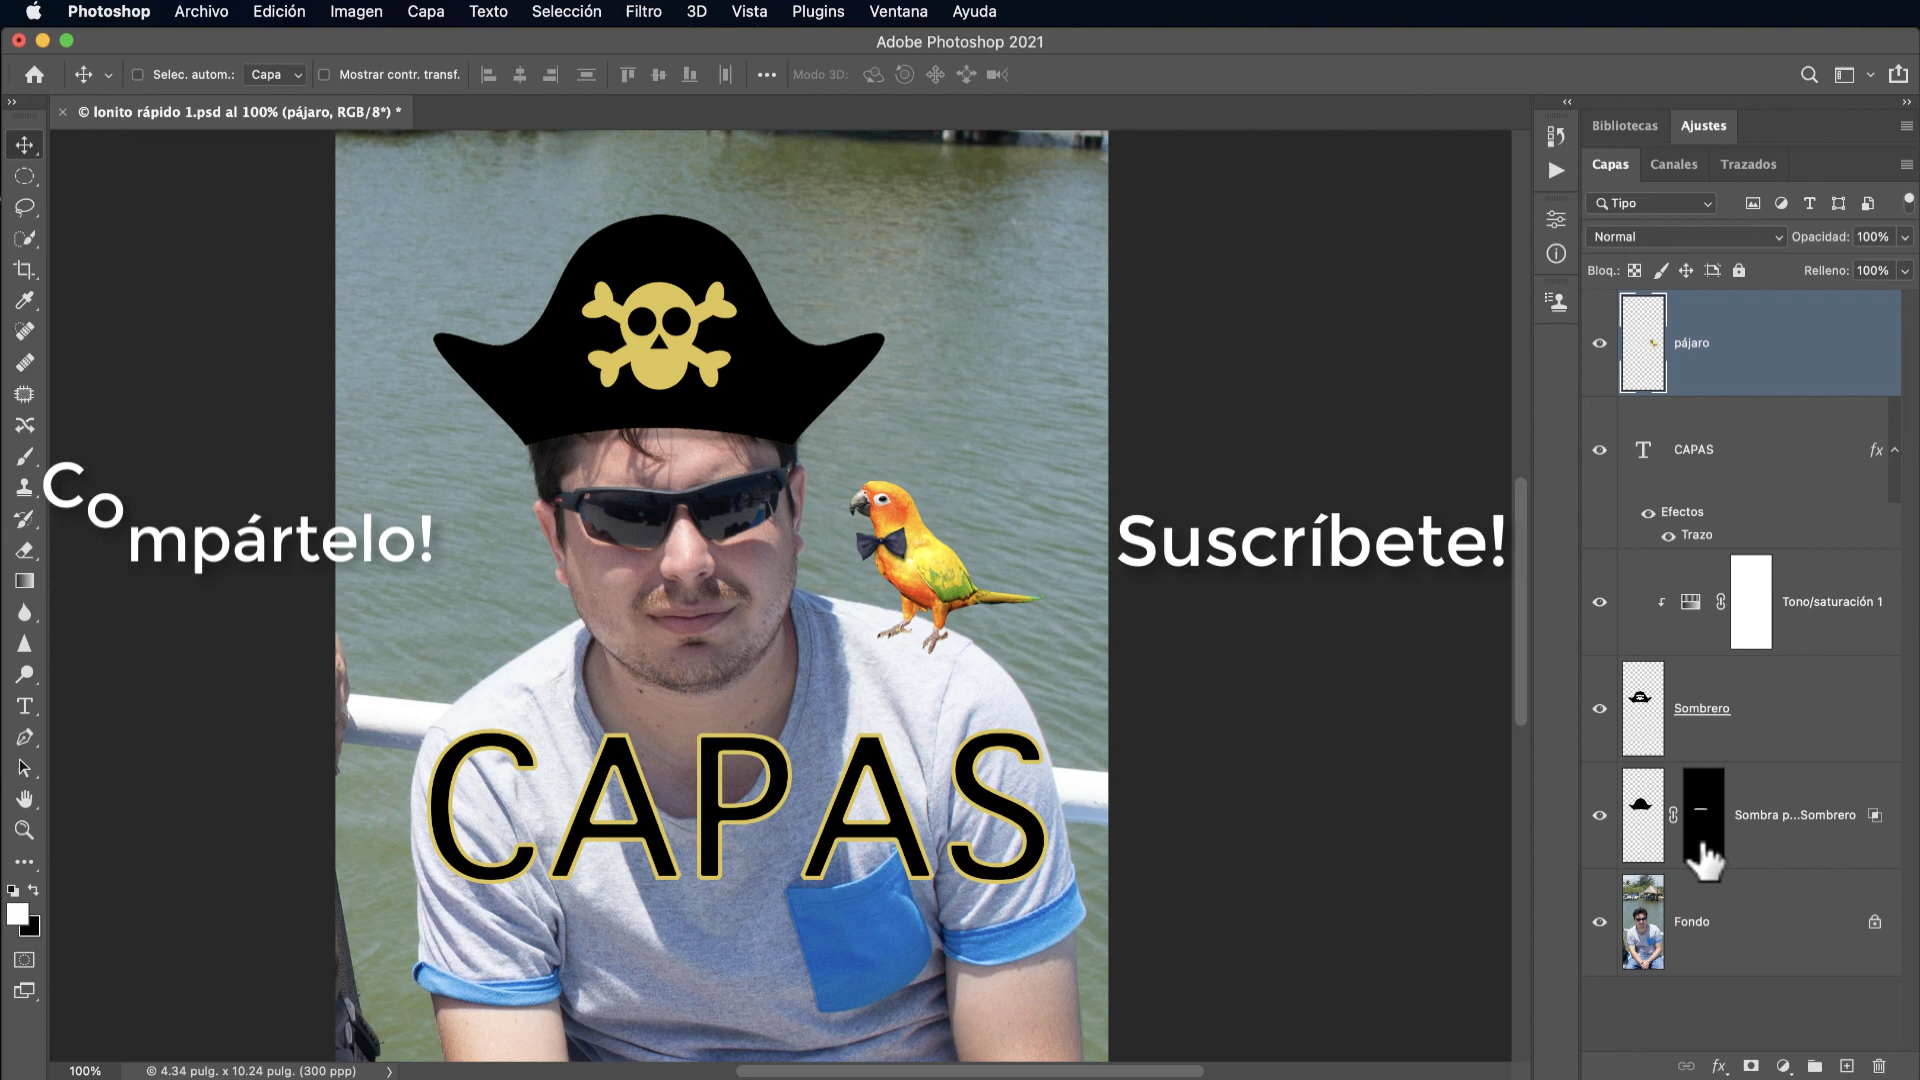 Photoshop Archivo Edición Imagen Capa Texto Selección Filtro 3D Vista Plugins Ventana Ayuda
Adobe Photoshop 2021
Selec. autom.: Capa Mostrar contr. transf. Modo 3D:
© Ionito rápido 1.psd al 100% (pájaro, RGB/8*) *
Bibliotecas Ajustes
Capas Canales Trazados
Tipo
Normal Opacidad: 100%
Bloq.: Relleno: 100%
pájaro
CAPAS fx
Efectos
Trazo
Tono/saturación 1
Sombrero
Sombra p...Sombrero
Fondo
Compártelo!
Suscríbete!
CAPAS
100% © 4.34 pulg. x 10.24 pulg. (300 ppp)
fx